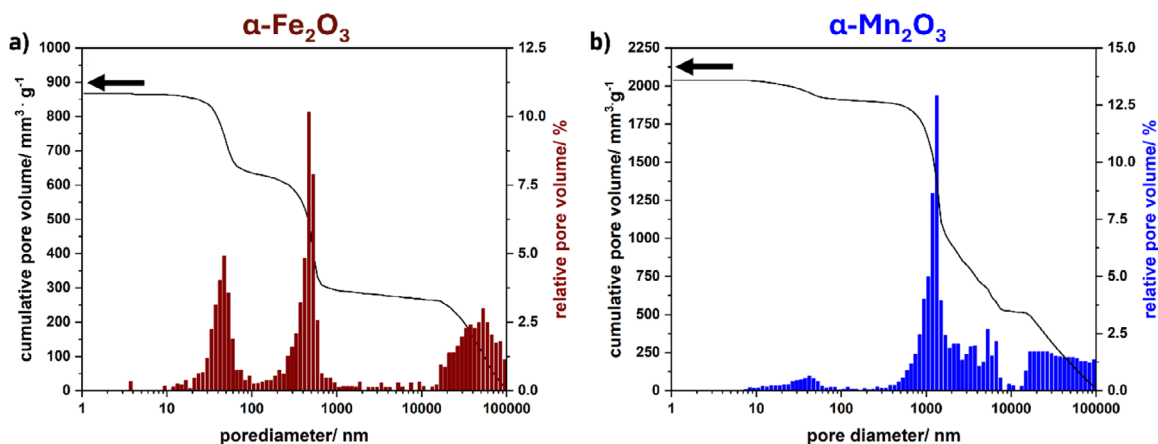 α-Fe₂O₃
a)
1000
900
800
700
600
500
400
300
200
100
0
cumulative pore volume/ mm³· g⁻¹
12.5
10.0
7.5
5.0
2.5
0.0
relative pore volume/ %
1 10 100 1000 10000 100000
porediameter/ nm
α-Mn₂O₃
b)
2250
2000
1750
1500
1250
1000
750
500
250
0
cumulative pore volume/ mm³·g⁻¹
15.0
12.5
10.0
7.5
5.0
2.5
0.0
relative pore volume/ %
1 10 100 1000 10000 100000
pore diameter/ nm